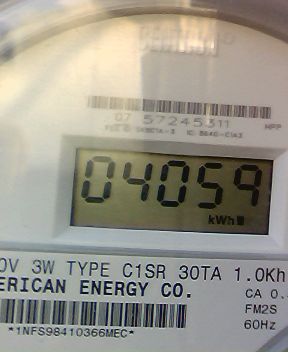 07 57245311
04059
kWh
0V 3W TYPE C1SR 30TA 1.0Kh
ERICAN ENERGY CO.
CA 0.
FM2S
60Hz
*1NFS98410366MEC*